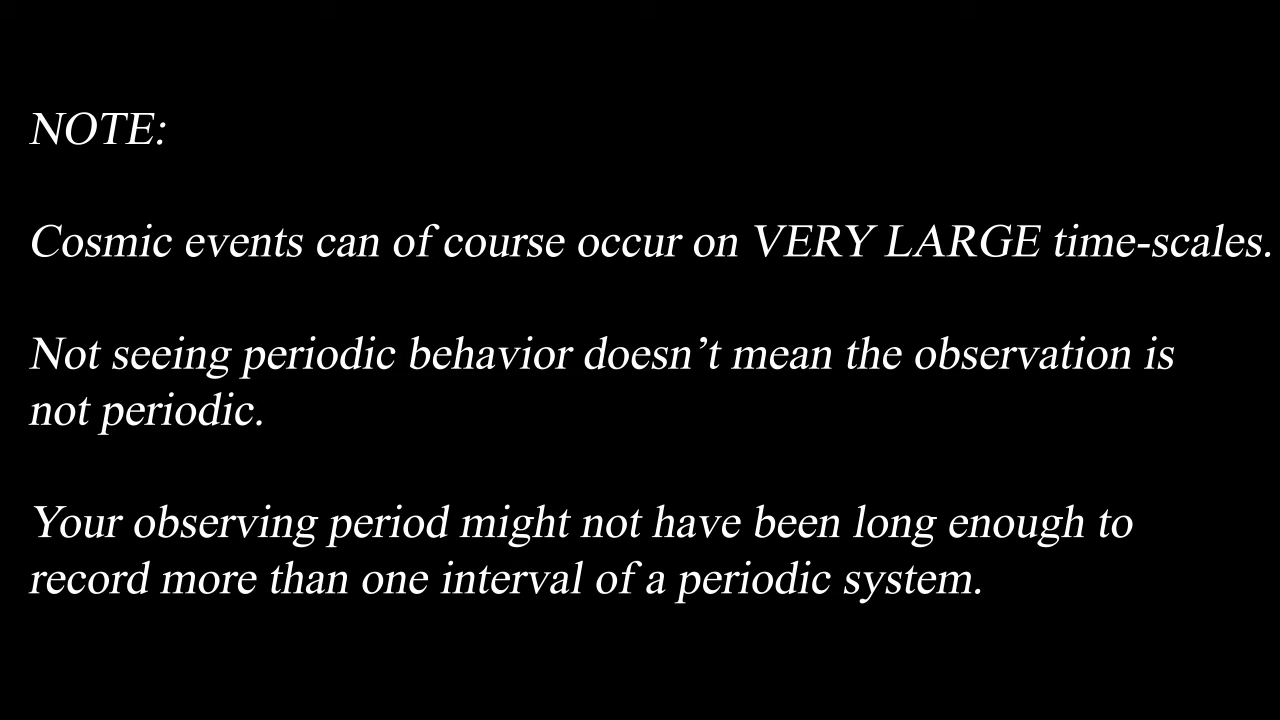 NOTE:
Cosmic events can of course occur on VERY LARGE time-scales.
Not seeing periodic behavior doesn’t mean the observation is
not periodic.
Your observing period might not have been long enough to
record more than one interval of a periodic system.